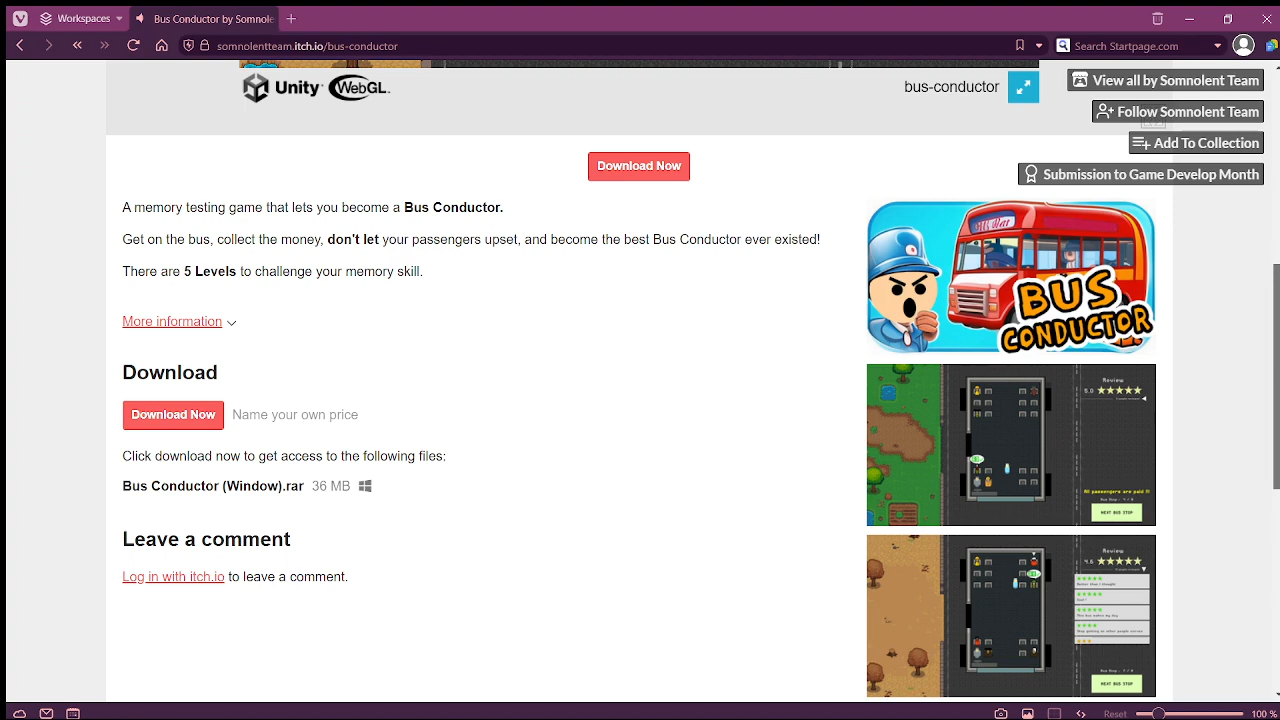 Workspaces
Bus Conductor by Somnole
somnolentteam.itch.io/bus-conductor
Search Startpage.com
Unity WebGL.
bus-conductor
View all by Somnolent Team
Follow Somnolent Team
Add To Collection
Submission to Game Develop Month
Download Now
A memory testing game that lets you become a Bus Conductor.
Get on the bus, collect the money, don't let your passengers upset, and become the best Bus Conductor ever existed!
There are 5 Levels to challenge your memory skill.
More information
Download
Download Now Name your own price
Click download now to get access to the following files:
Bus Conductor (Window).rar 36 MB
Leave a comment
Log in with itch.io to leave a comment.
BUS
CONDUCTOR
Review
5.0
All passengers are paid !!
NEXT BUS STOP
Review
4.6
NEXT BUS STOP
Reset
100 %